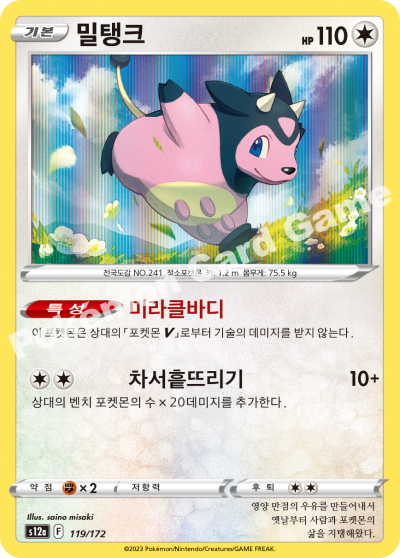 기본 밀탱크 HP 110
전국도감 NO.241 젖소포켓몬 키: 1.2 m 몸무게: 75.5 kg
특성 미라클바디
이 포켓몬은 상대의 「포켓몬 V」로부터 기술의 데미지를 받지 않는다.
차서흩뜨리기 10+
상대의 벤치 포켓몬의 수 × 20데미지를 추가한다.
약점 ×2 저항력 후퇴
Illus. saino misaki
s12a F 119/172
영양 만점의 우유를 만들어내서
옛날부터 사람과 포켓몬의
삶을 지탱해왔다.
©2023 Pokémon/Nintendo/Creatures/GAME FREAK.
Pokémon Card Game